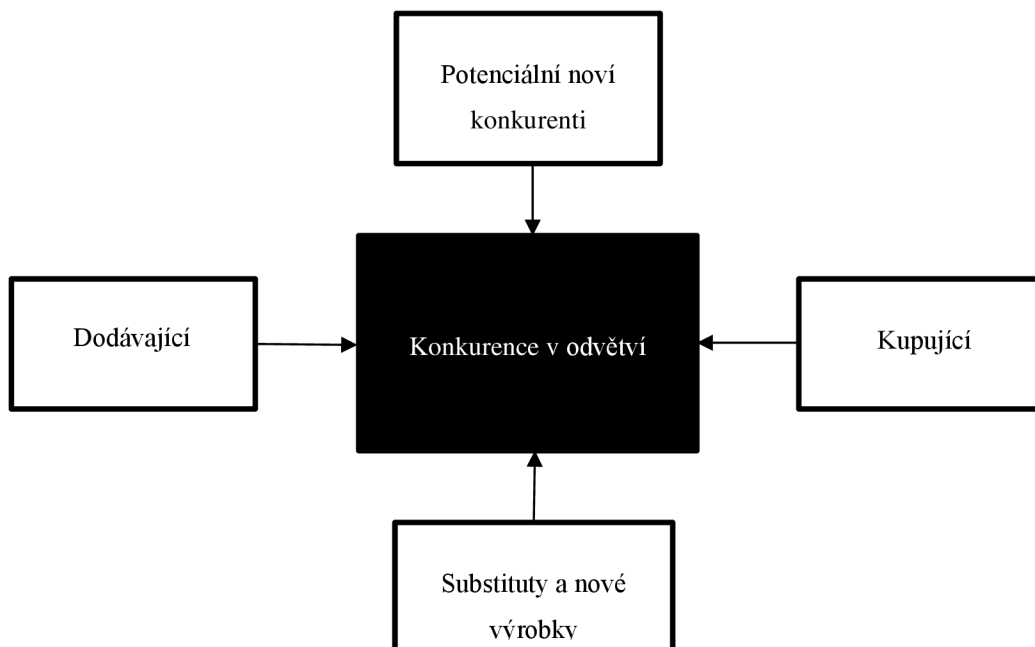 Potenciální noví
konkurenti
Dodávající
Konkurence v odvětví
Kupující
Substituty a nové
výrobky